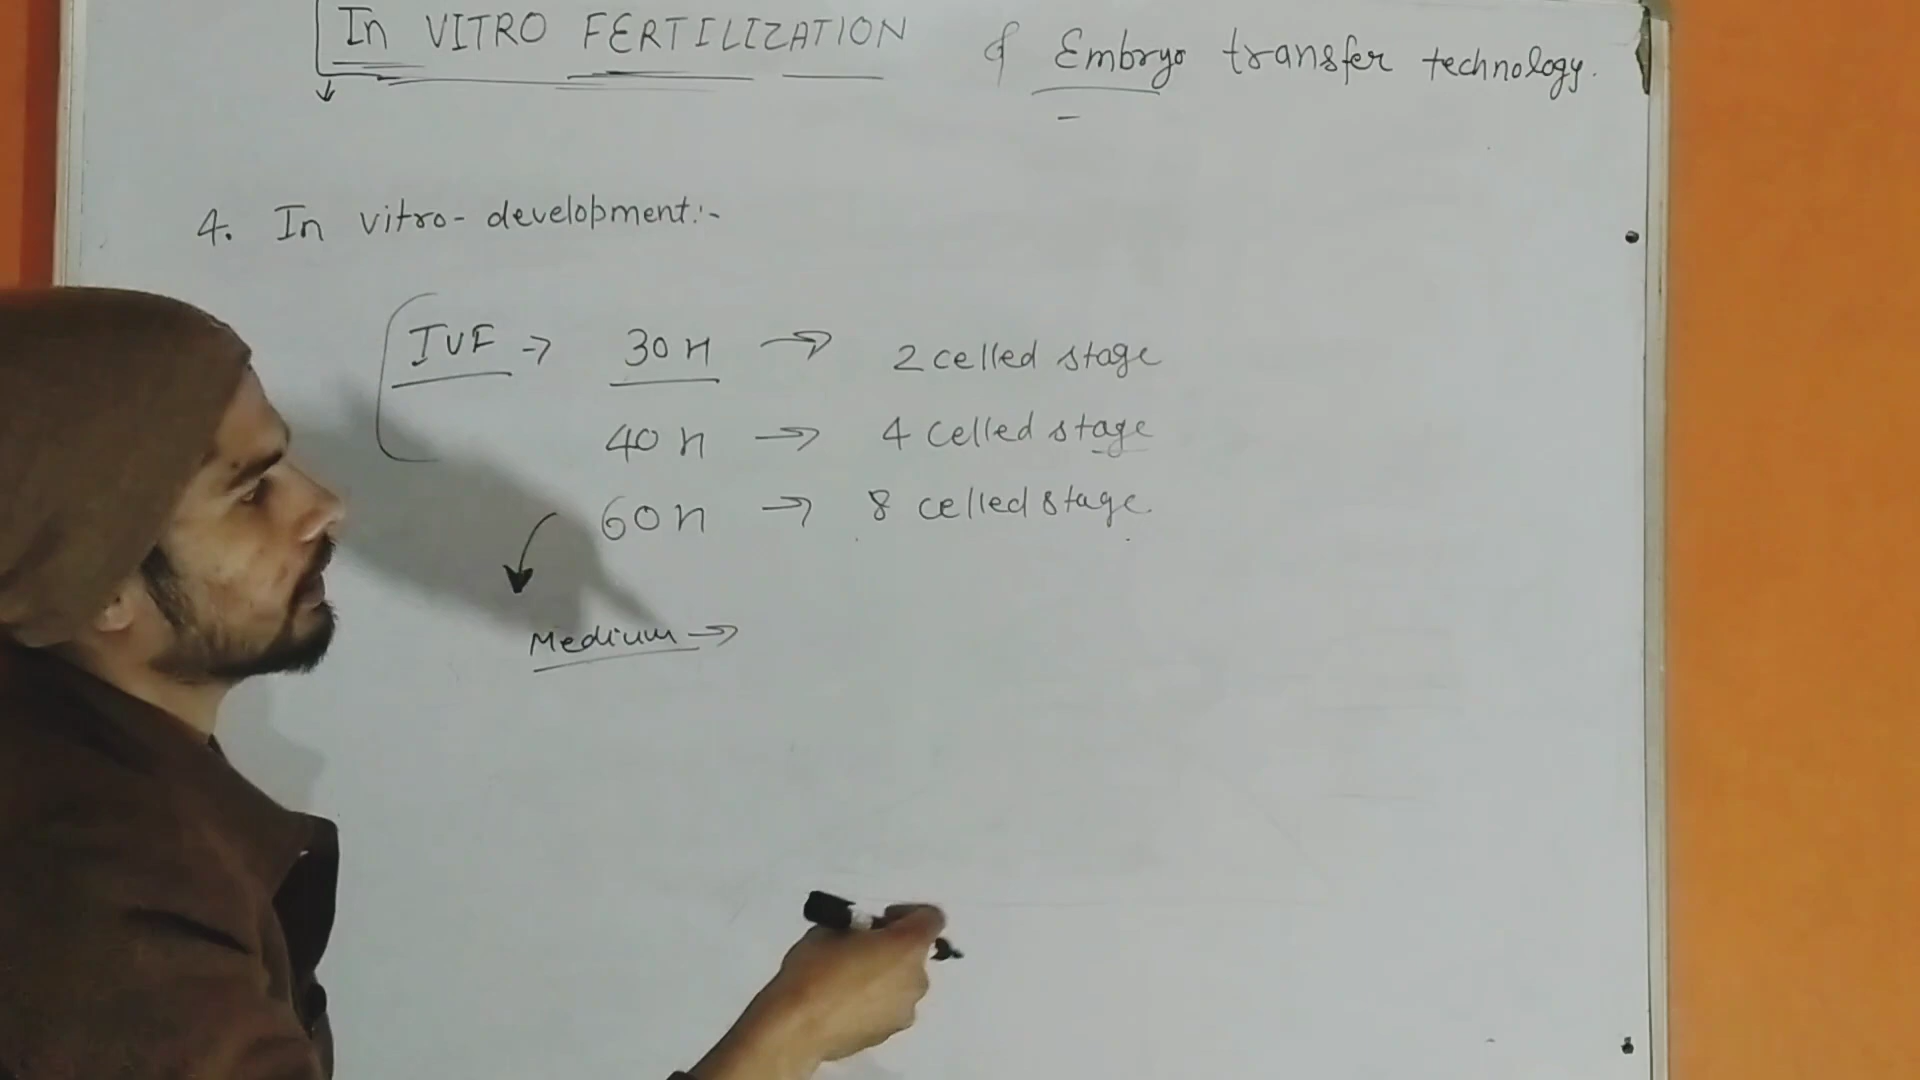 In VITRO FERTILIZATION & Embryo transfer technology.
4. In vitro-development:-
IVF → 30 H → 2 celled stage
40 H → 4 celled stage
60 H → 8 celled stage.
Medium →